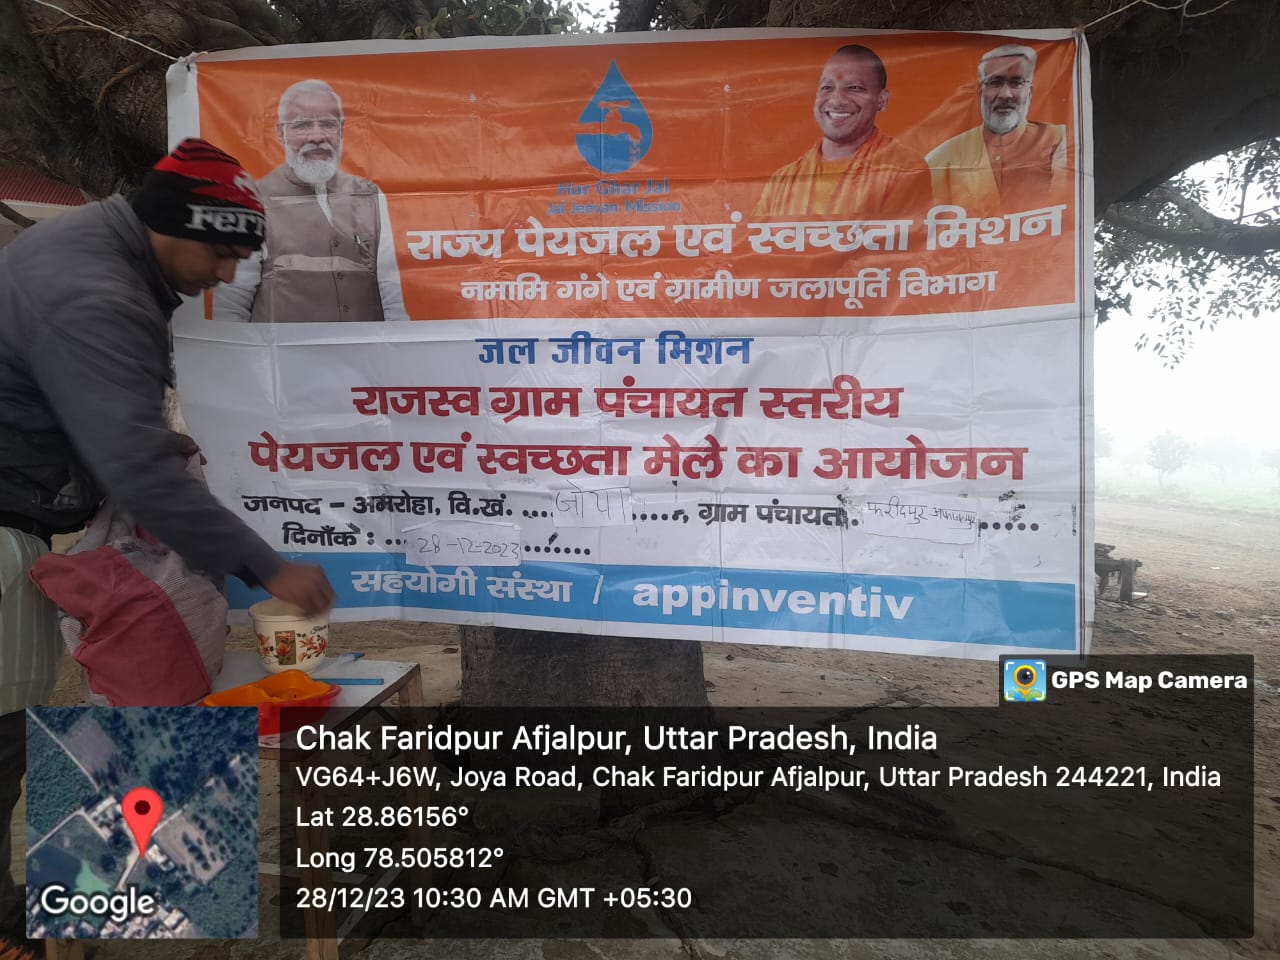 Ferr
Har Ghar Jal
Jal Jeevan Mission
राज्य पेयजल एवं स्वच्छता मिशन
नमामि गंगे एवं ग्रामीण जलापूर्ति विभाग
जल जीवन मिशन
राजस्व ग्राम पंचायत स्तरीय
पेयजल एवं स्वच्छता मेले का आयोजन
जनपद – अमरोहा, वि.खं. ....जोया....., ग्राम पंचायत: फरीदपुर .....
दिनाँक : ... 28-12-2023 .......
सहयोगी संस्था / appinventiv
GPS Map Camera
Chak Faridpur Afjalpur, Uttar Pradesh, India
VG64+J6W, Joya Road, Chak Faridpur Afjalpur, Uttar Pradesh 244221, India
Lat 28.86156°
Long 78.505812°
28/12/23 10:30 AM GMT +05:30
Google